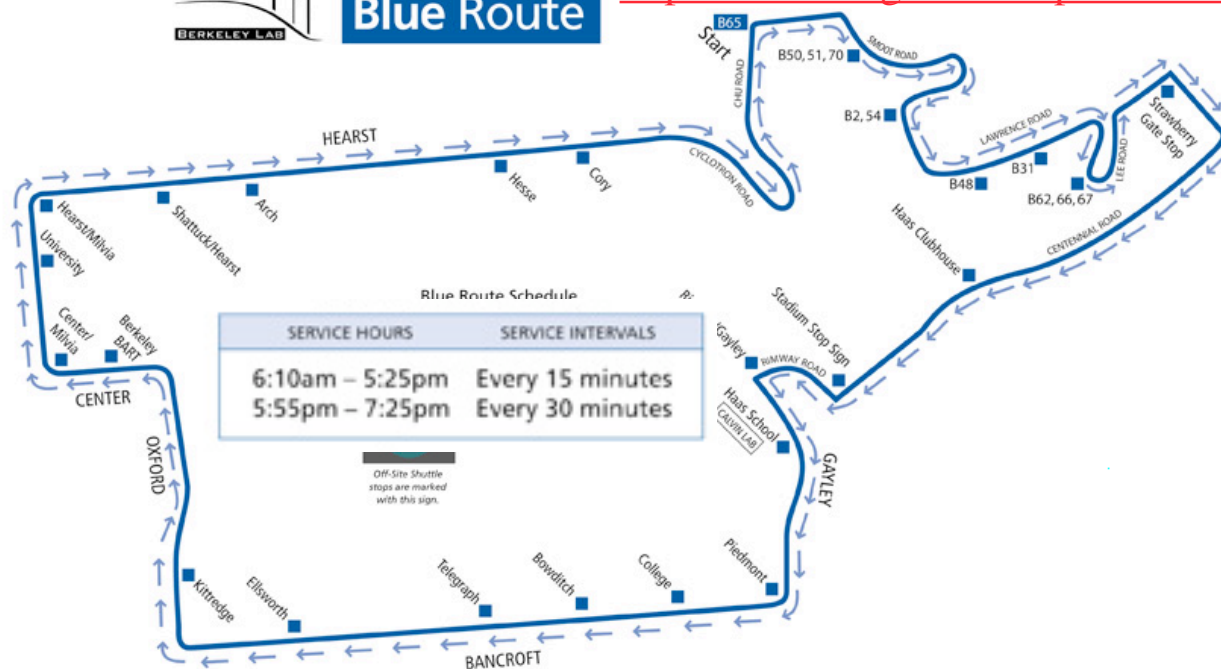 BERKELEY LAB
Blue Route
B65
Start
CHU ROAD
B50, 51, 70
SMOOT ROAD
B2, 54
LAWRENCE ROAD
B48
B31
B62, 66, 67
LEE ROAD
Strawberry
Gate Stop
CENTENNIAL ROAD
Haas Clubhouse
Stadium Stop Sign
RIMWAY ROAD
/Gayley
Haas School
CALVIN LAB
GAYLEY
Piedmont
College
Bowditch
Telegraph
BANCROFT
Ellsworth
Kittredge
OXFORD
Berkeley
BART
Center/
Milvia
CENTER
University
Hearst/Milvia
Shattuck/Hearst
Arch
HEARST
Hesse
Cory
CYCLOTRON ROAD
Blue Route Schedule
SERVICE HOURS SERVICE INTERVALS
6:10am – 5:25pm Every 15 minutes
5:55pm – 7:25pm Every 30 minutes
Off-Site Shuttle
stops are marked
with this sign.